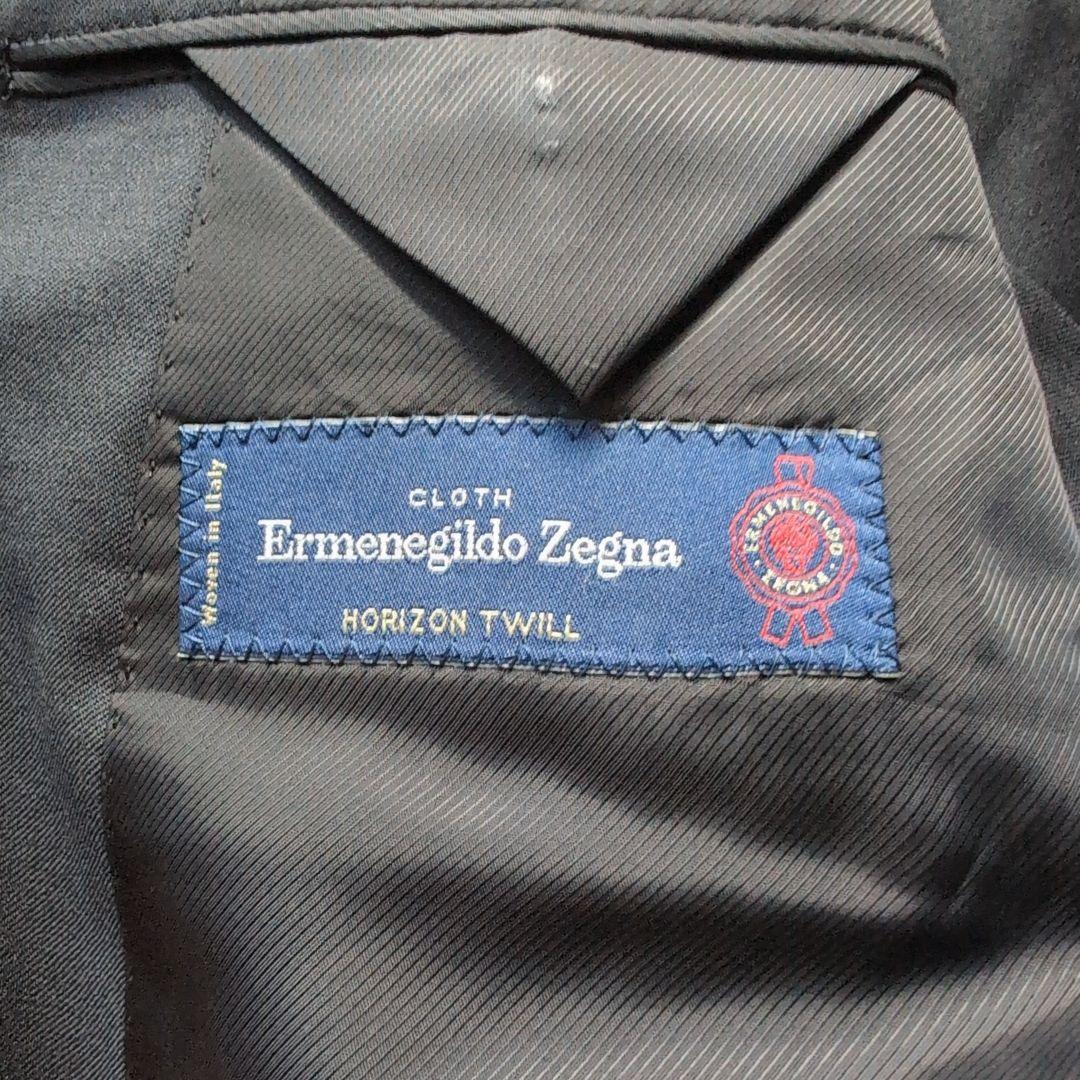 Woven in Italy
CLOTH
Ermenegildo Zegna
HORIZON TWILL
ERMENEGILDO
ZEGNA